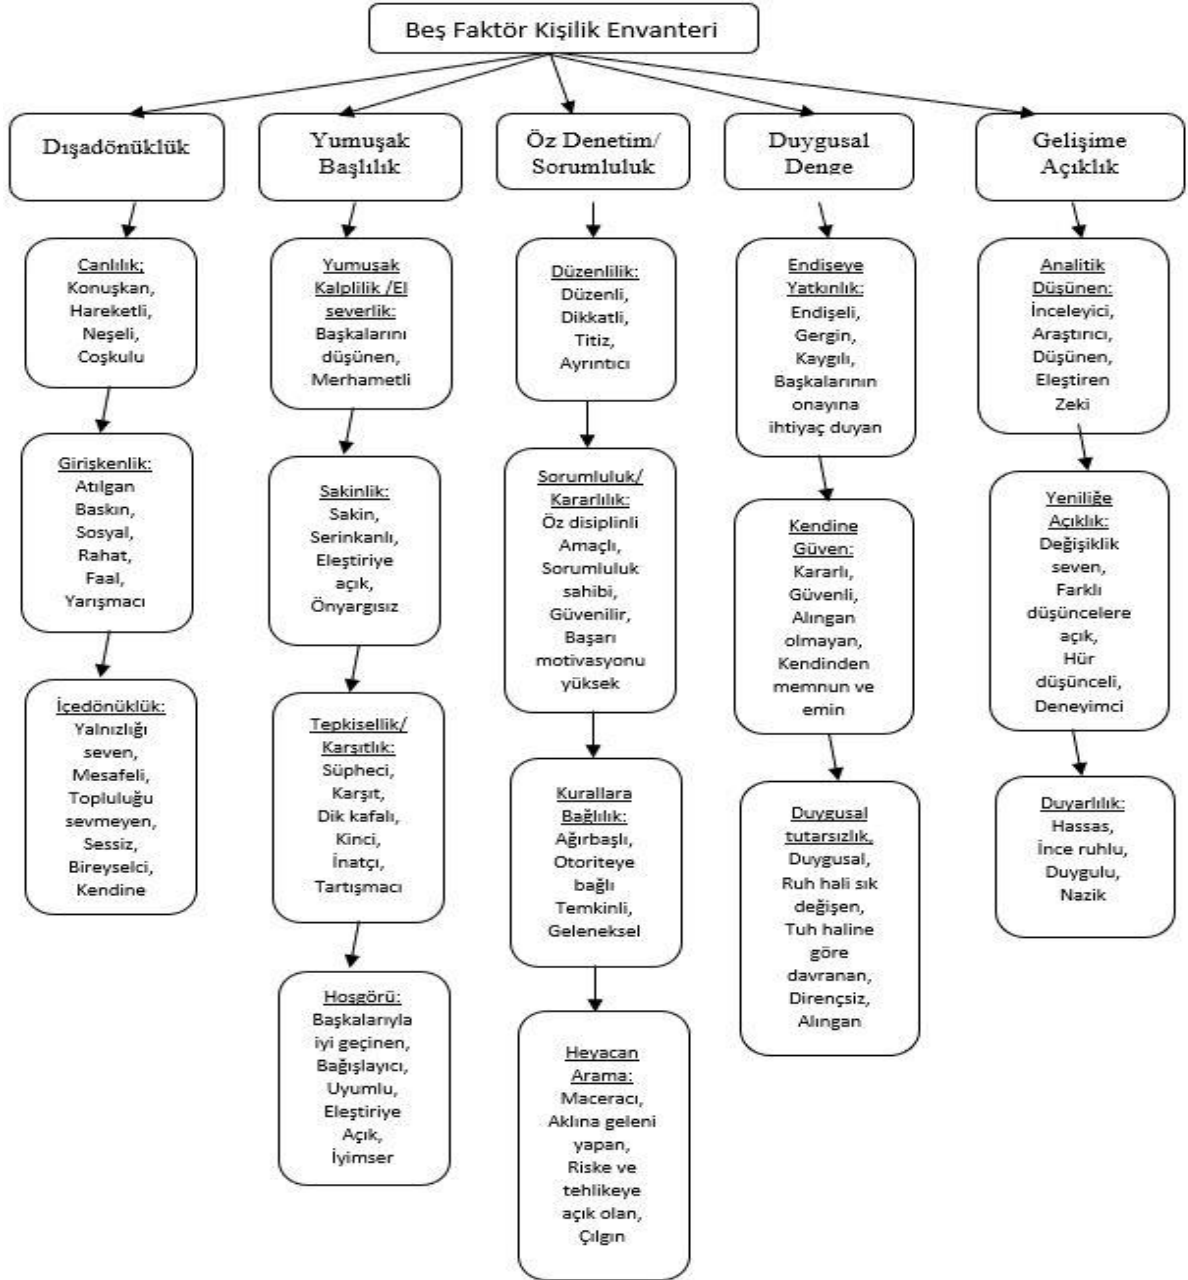 Beş Faktör Kişilik Envanteri
Dışadönüklük
Yumuşak
Başlılık
Öz Denetim/
Sorumluluk
Duygusal
Denge
Gelişime
Açıklık
Canlılık;
Konuşkan,
Hareketli,
Neşeli,
Coşkulu
Girişkenlik:
Atılgan
Baskın,
Sosyal,
Rahat,
Faal,
Yarışmacı
İçedönüklük:
Yalnızlığı
seven,
Mesafeli,
Topluluğu
sevmeyen,
Sessiz,
Bireyselci,
Kendine
Yumuşak
Kalplilik /El
severlik:
Başkalarını
düşünen,
Merhametli
Sakinlik:
Sakin,
Serinkanlı,
Eleştiriye
açık,
Önyargısız
Tepkisellik/
Karşıtlık:
Süpheci,
Karşıt,
Dik kafalı,
Kinci,
İnatçı,
Tartışmacı
Hoşgörü:
Başkalarıyla
iyi geçinen,
Bağışlayıcı,
Uyumlu,
Eleştiriye
Açık,
İyimser
Düzenlilik:
Düzenli,
Dikkatli,
Titiz,
Ayrıntıcı
Sorumluluk/
Kararlılık:
Öz disiplinli
Amaçlı,
Sorumluluk
sahibi,
Güvenilir,
Başarı
motivasyonu
yüksek
Kurallara
Bağlılık:
Ağırbaşlı,
Otoriteye
bağlı
Temkinli,
Geleneksel
Heyacan
Arama:
Maceracı,
Aklına geleni
yapan,
Riske ve
tehlikeye
açık olan,
Çılgın
Endişeye
Yatkınlık:
Endişeli,
Gergin,
Kaygılı,
Başkalarının
onayına
ihtiyaç duyan
Kendine
Güven:
Kararlı,
Güvenli,
Alıngan
olmayan,
Kendinden
memnun ve
emin
Duygusal
tutarsızlık,
Duygusal,
Ruh hali sık
değişen,
Tuh haline
göre
davranan,
Dirençsiz,
Alıngan
Analitik
Düşünen:
İnceleyici,
Araştırıcı,
Düşünen,
Eleştiren
Zeki
Yeniliğe
Açıklık:
Değişiklik
seven,
Farklı
düşüncelere
açık,
Hür
düşünceli,
Deneyimci
Duyarlılık:
Hassas,
İnce ruhlu,
Duygulu,
Nazik